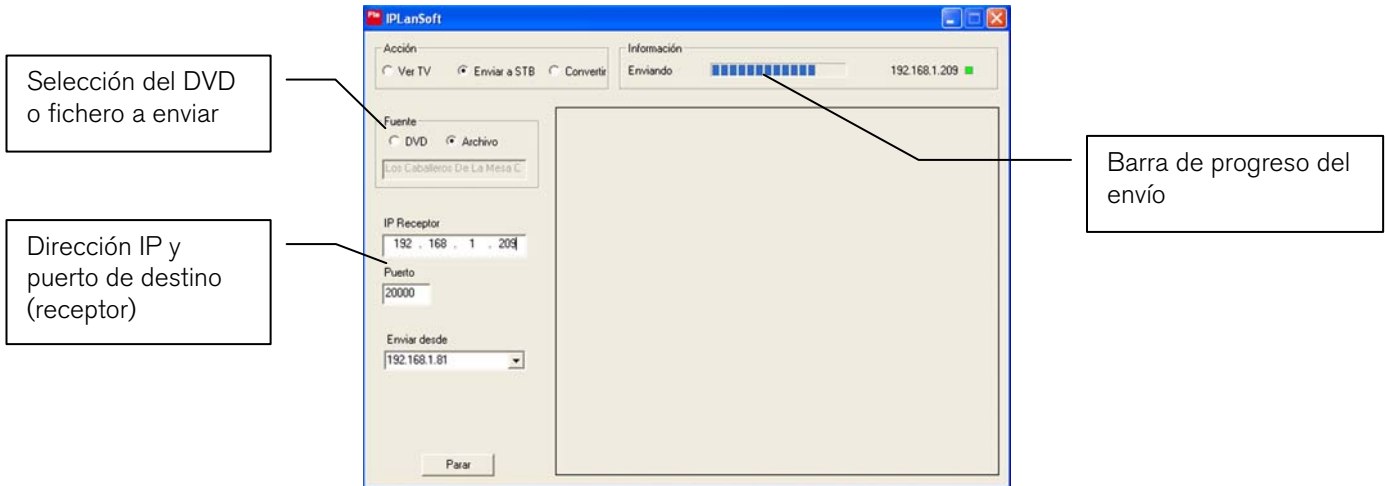 IPLanSoft
Acción
Ver TV Enviar a STB Convertir
Información
Enviando 192.168.1.209
Selección del DVD
o fichero a enviar
Fuente
DVD Archivo
Los Caballeros De La Mesa C
Barra de progreso del
envío
Dirección IP y
puerto de destino
(receptor)
IP Receptor
192 . 168 . 1 . 209
Puerto
20000
Enviar desde
192.168.1.81
Parar